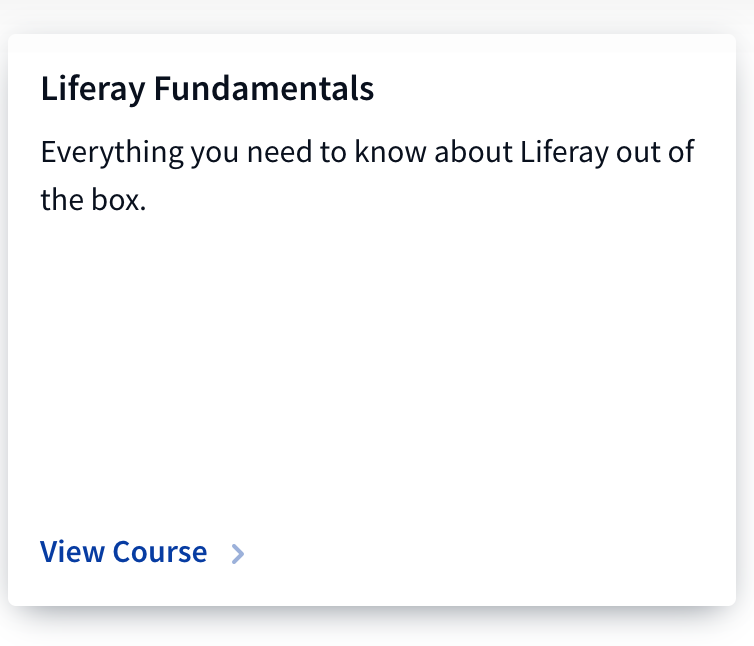 Liferay Fundamentals
Everything you need to know about Liferay out of
the box.
View Course